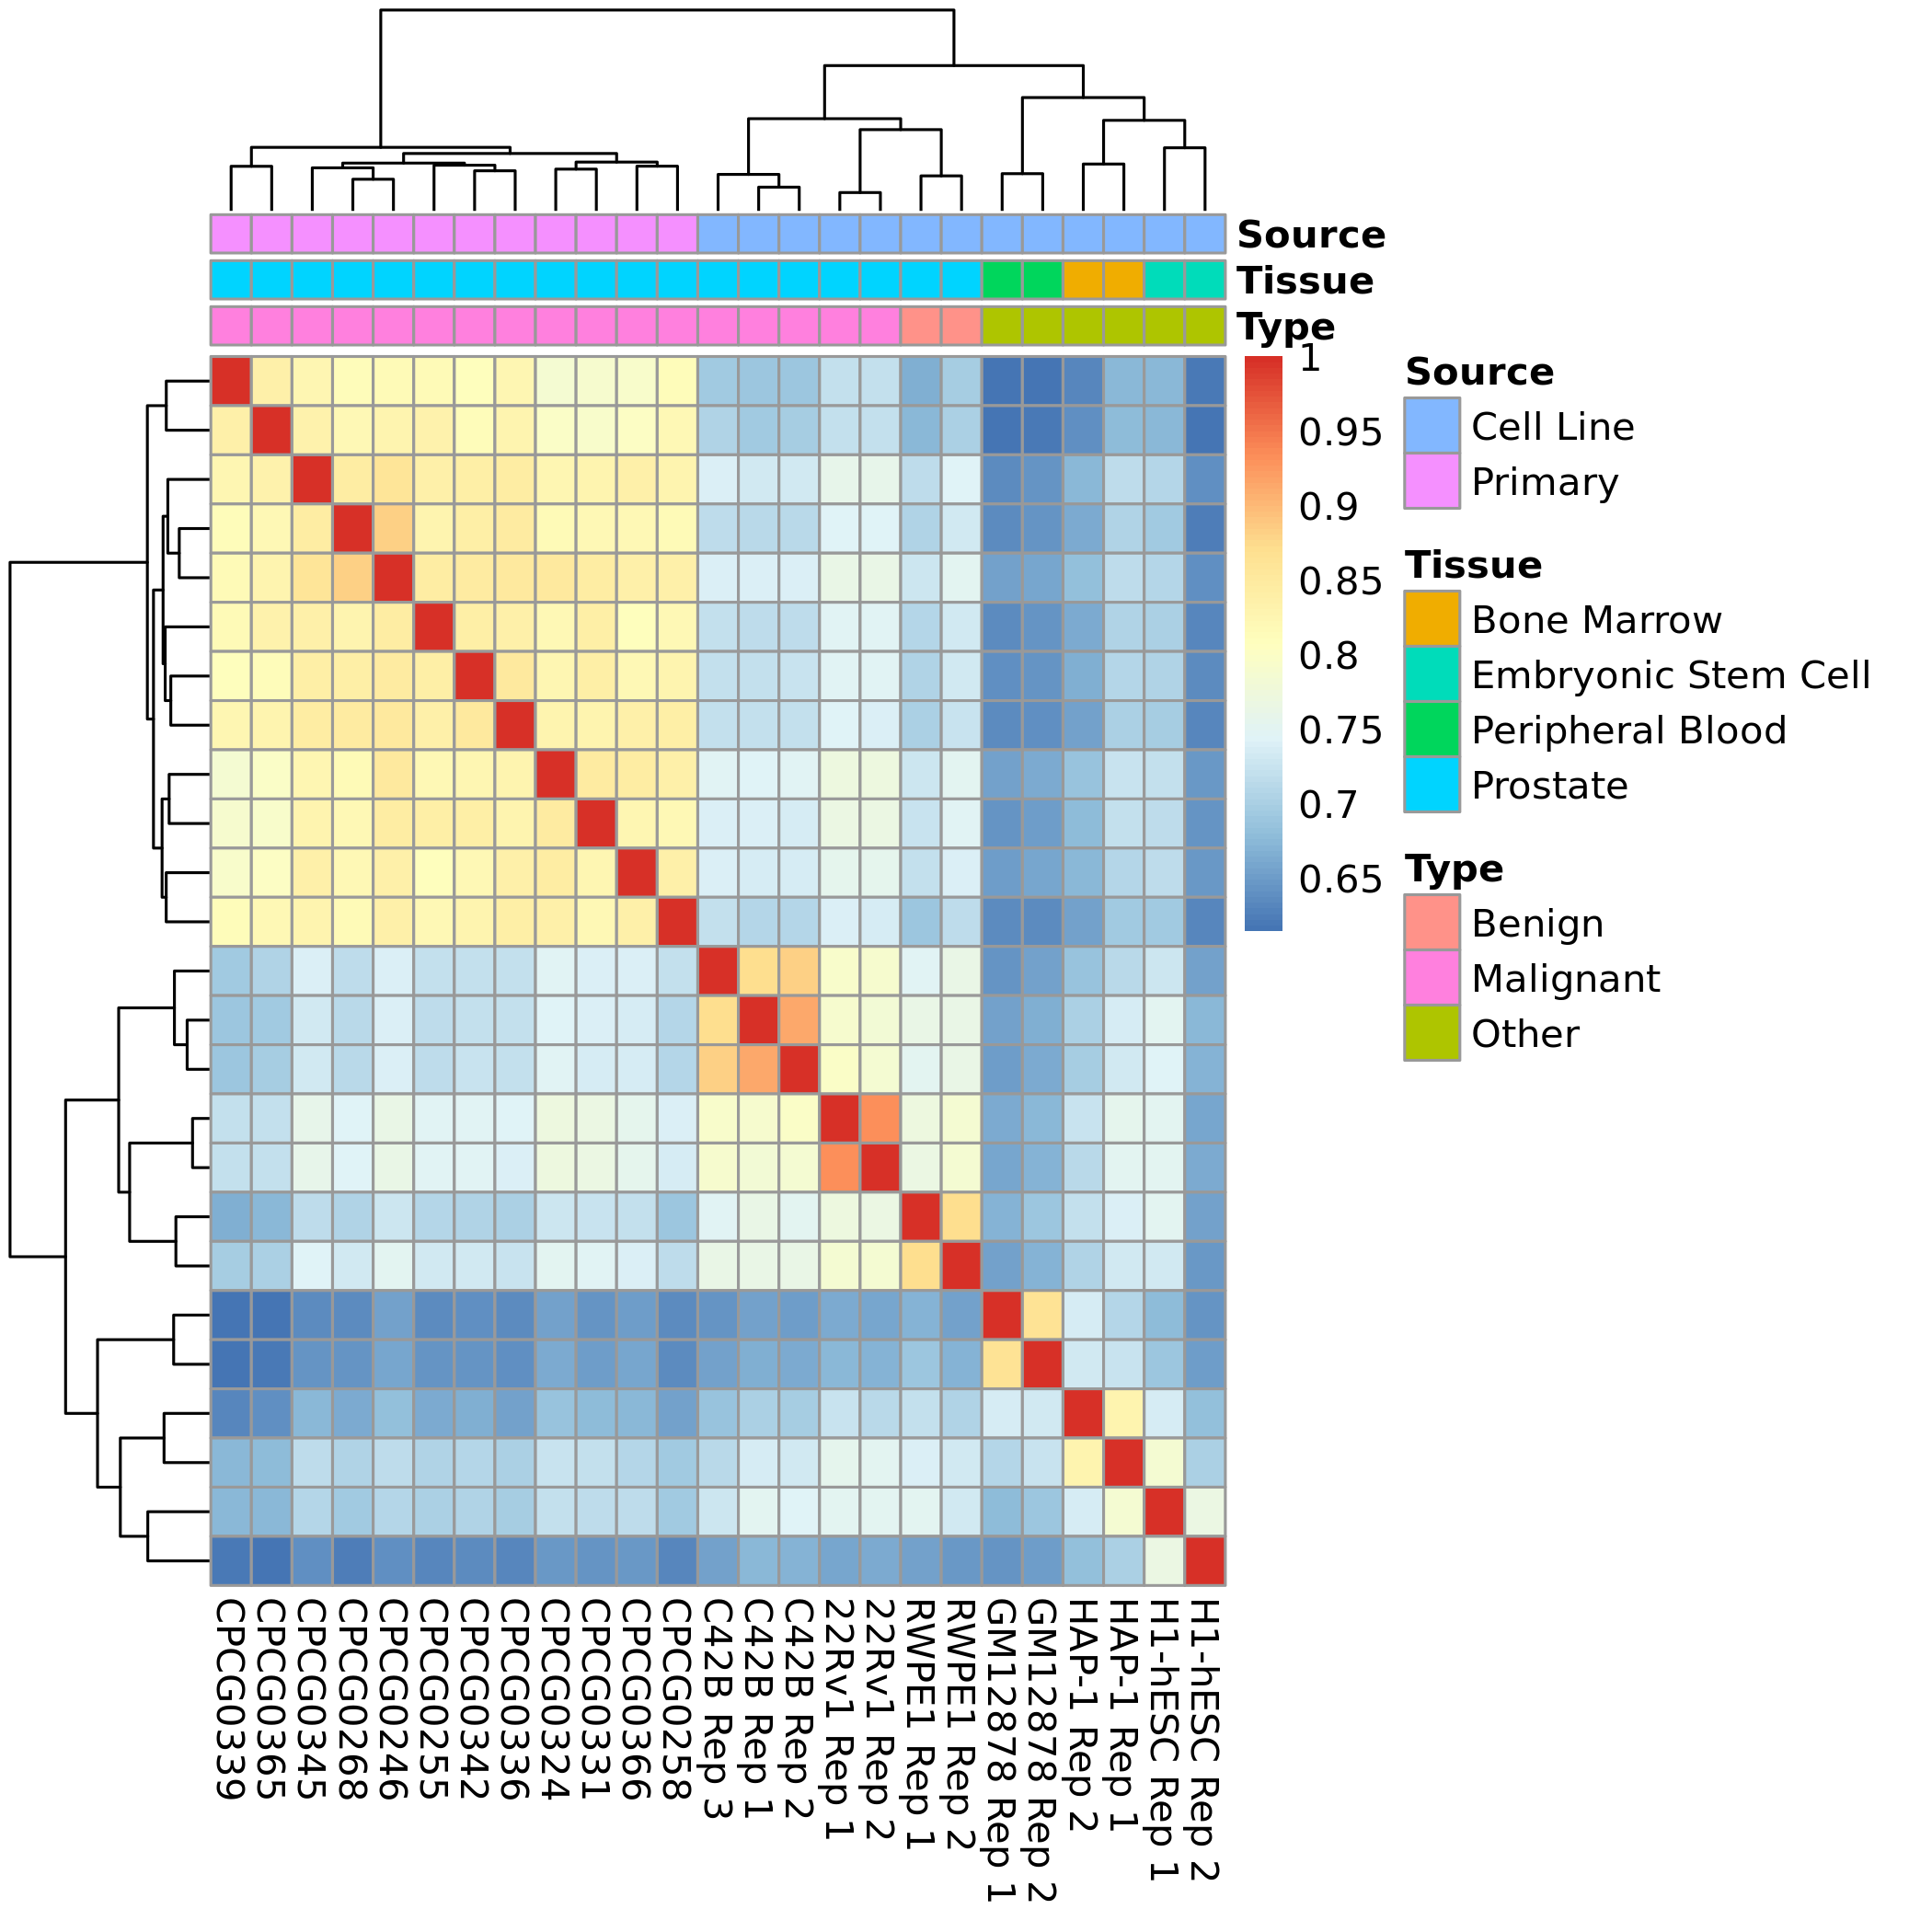 Source
Tissue
Type
1
0.95
0.9
0.85
0.8
0.75
0.7
0.65
Source
Cell Line
Primary
Tissue
Bone Marrow
Embryonic Stem Cell
Peripheral Blood
Prostate
Type
Benign
Malignant
Other
CPCG0339
CPCG0365
CPCG0345
CPCG0268
CPCG0246
CPCG0255
CPCG0342
CPCG0336
CPCG0324
CPCG0331
CPCG0366
CPCG0258
C42B Rep 3
C42B Rep 1
C42B Rep 2
22Rv1 Rep 1
22Rv1 Rep 2
RWPE1 Rep 1
RWPE1 Rep 2
GM12878 Rep 1
GM12878 Rep 2
HAP-1 Rep 2
HAP-1 Rep 1
H1-hESC Rep 1
H1-hESC Rep 2